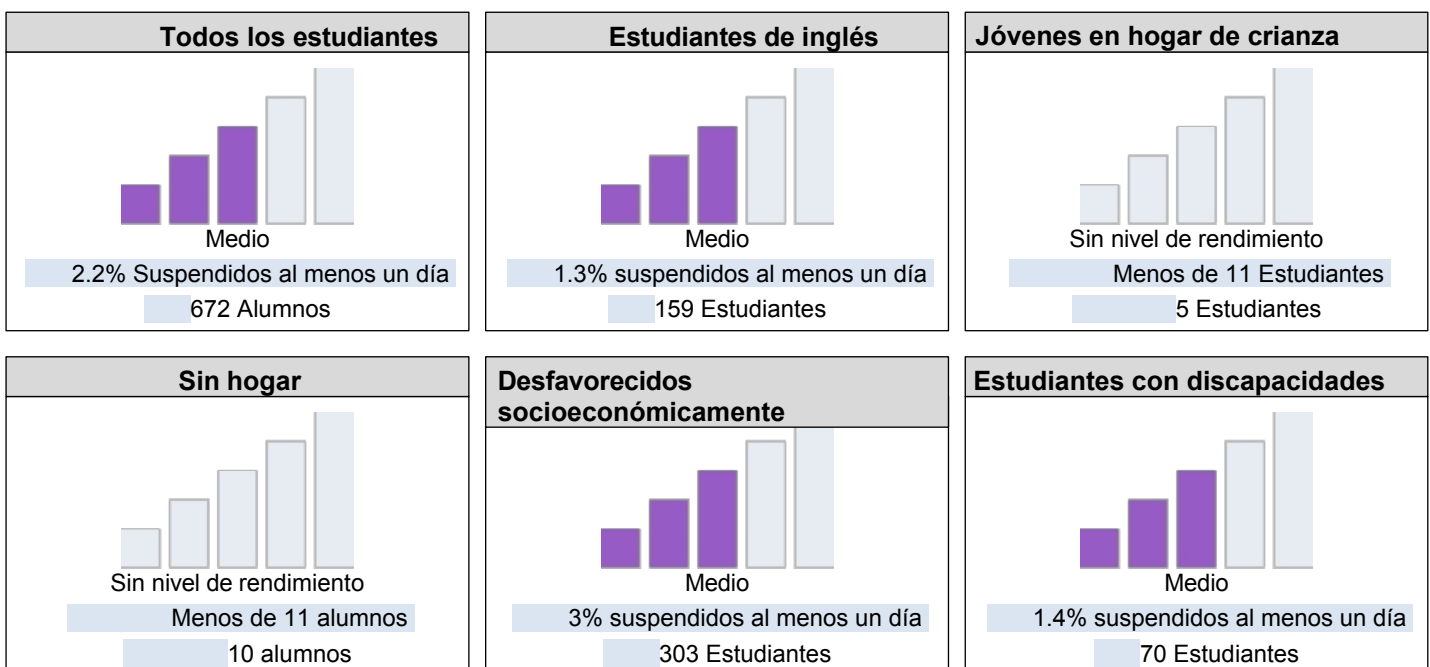 Todos los estudiantes
Medio
2.2% Suspendidos al menos un día
672 Alumnos
Estudiantes de inglés
Medio
1.3% suspendidos al menos un día
159 Estudiantes
Jóvenes en hogar de crianza
Sin nivel de rendimiento
Menos de 11 Estudiantes
5 Estudiantes
Sin hogar
Sin nivel de rendimiento
Menos de 11 alumnos
10 alumnos
Desfavorecidos
socioeconómicamente
Medio
3% suspendidos al menos un día
303 Estudiantes
Estudiantes con discapacidades
Medio
1.4% suspendidos al menos un día
70 Estudiantes